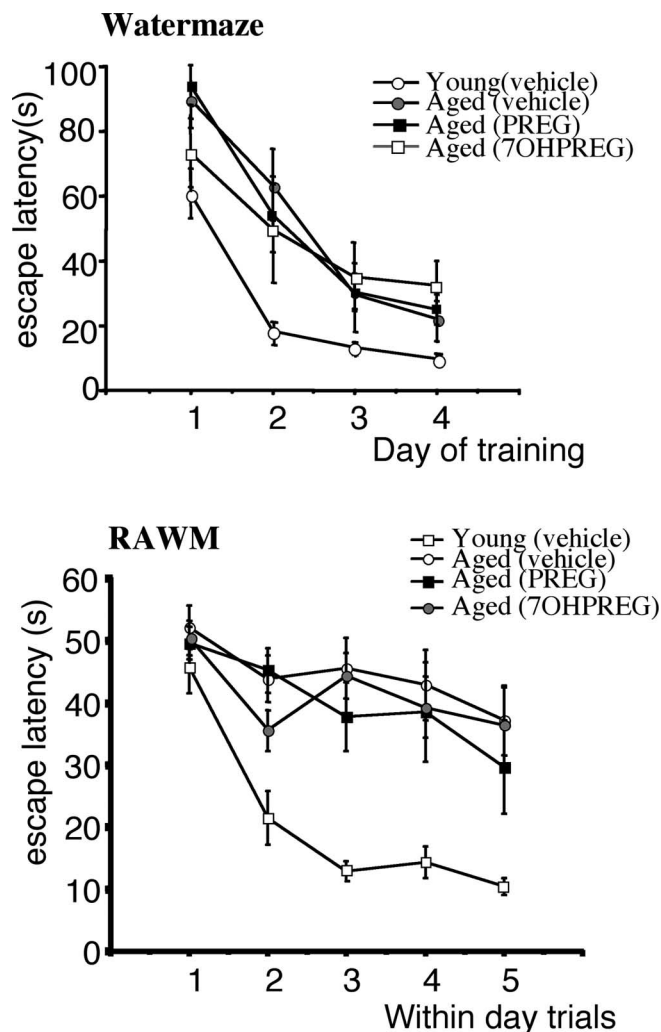 Watermaze
escape latency(s)
100
80
60
40
20
0
Young(vehicle)
Aged (vehicle)
Aged (PREG)
Aged (7OHPREG)
1 2 3 4
Day of training
RAWM
escape latency (s)
60
50
40
30
20
10
0
Young (vehicle)
Aged (vehicle)
Aged (PREG)
Aged (7OHPREG)
1 2 3 4 5
Within day trials